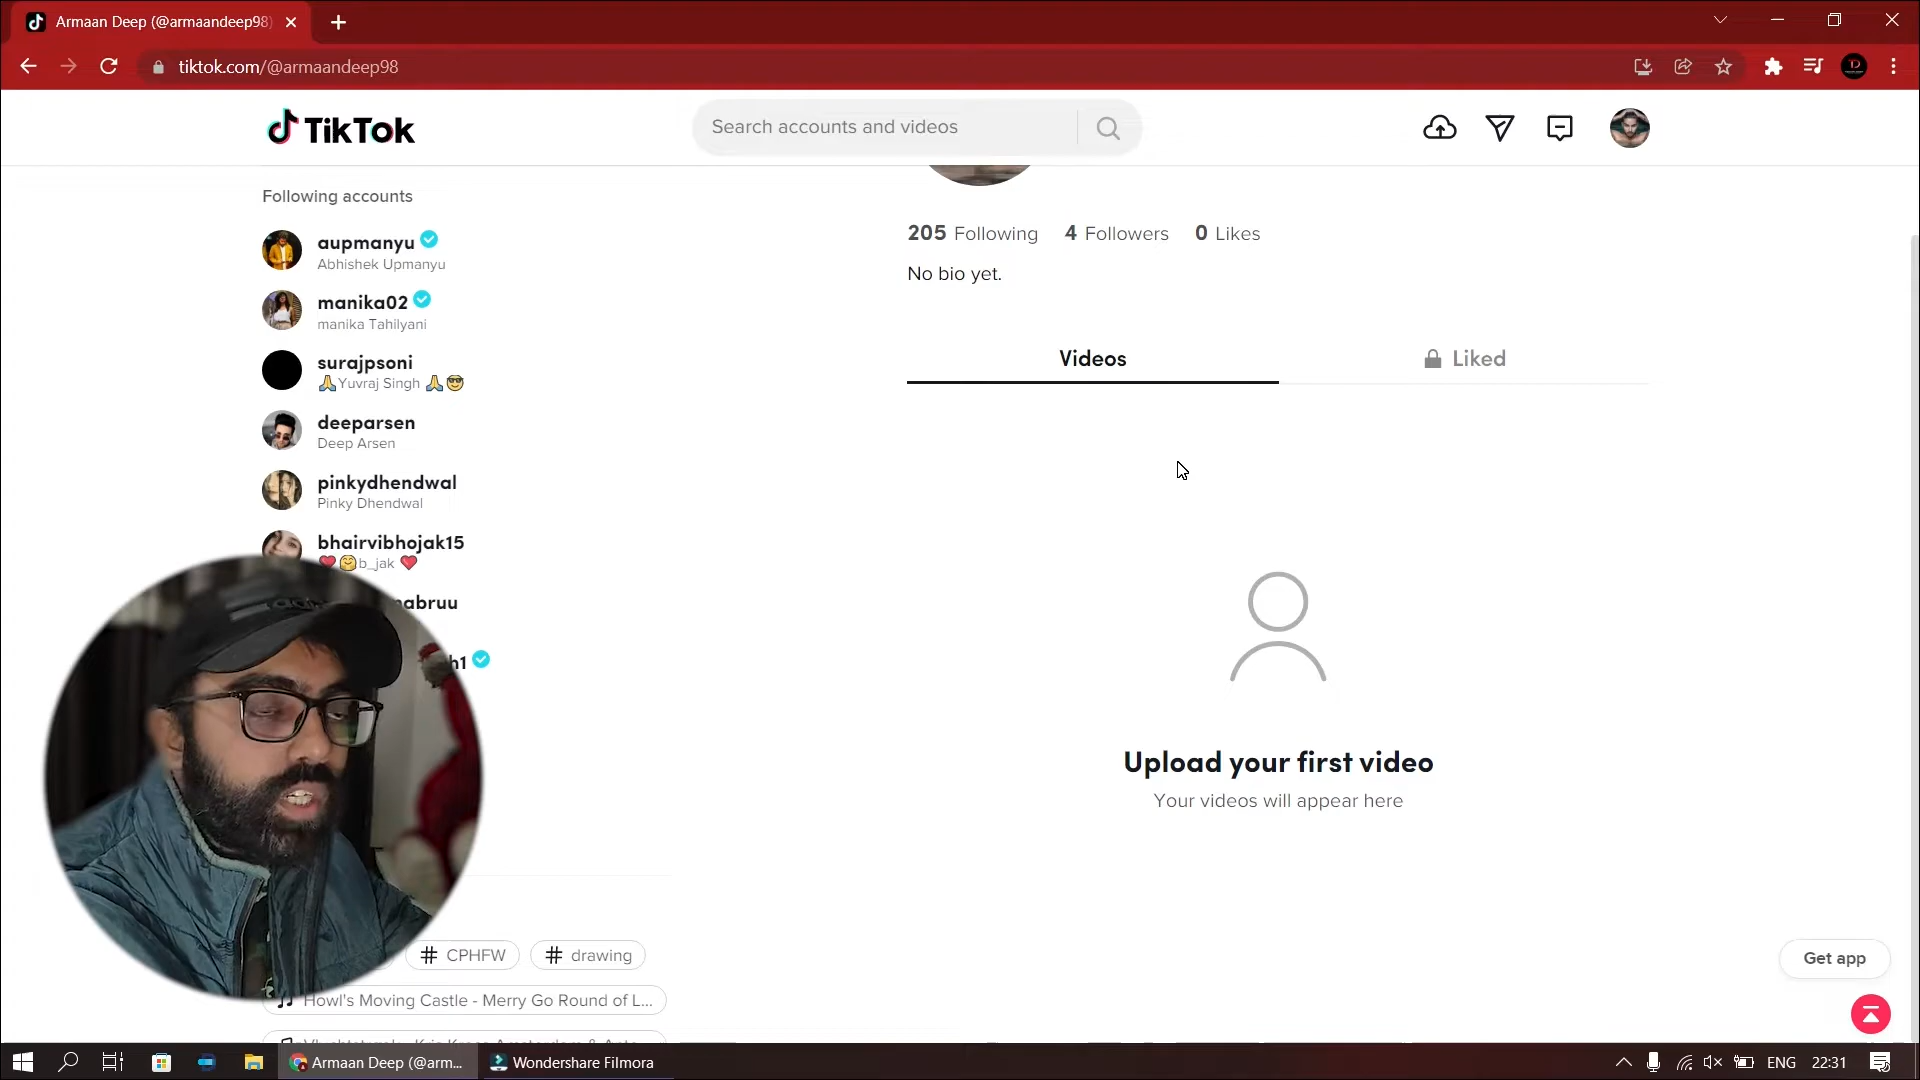 Armaan Deep (@armaandeep98)
tiktok.com/@armaandeep98
TikTok
Search accounts and videos
Following accounts
aupmanyu
Abhishek Upmanyu
manika02
manika Tahilyani
surajpsoni
🙏Yuvraj Singh 🙏😎
deeparsen
Deep Arsen
pinkydhendwal
Pinky Dhendwal
bhairvibhojak15
❤️🤗b_jak ❤️
abruu
h1
# CPHFW
# drawing
Howl's Moving Castle - Merry Go Round of L...
205 Following 4 Followers 0 Likes
No bio yet.
Videos
Liked
Upload your first video
Your videos will appear here
Get app
Armaan Deep (@arm...
Wondershare Filmora
ENG
22:31